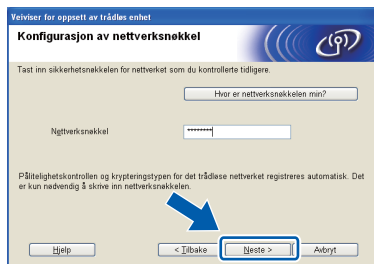 Veiviser for oppsett av trådløs enhet
Konfigurasjon av nettverksnøkkel
Tast inn sikkerhetsnøkkelen for nettverket som du kontrollerte tidligere.
Hvor er nettverksnøkkelen min?
Nettverksnøkkel ********
Pålitelighetskontrollen og krypteringstypen for det trådløse nettverket registreres automatisk. Det
er kun nødvendig å skrive inn nettverksnøkkelen.
Hjelp < Tilbake Neste > Avbryt